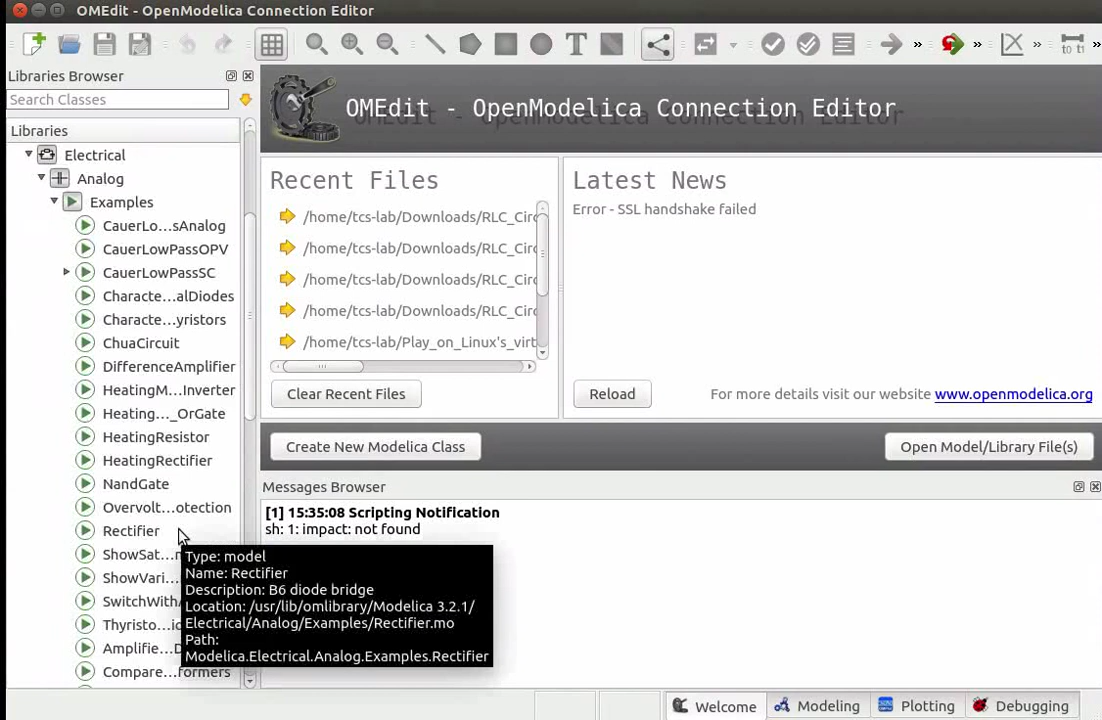 OMEdit - OpenModelica Connection Editor
T
»
»
»
to t1
»
Libraries Browser
Search Classes
Libraries
Electrical
Analog
Examples
CauerLo...sAnalog
CauerLowPassOPV
CauerLowPassSC
Characte...alDiodes
Characte...yristors
ChuaCircuit
DifferenceAmplifier
HeatingM...Inverter
Heating..._OrGate
HeatingResistor
HeatingRectifier
NandGate
Overvolt...otection
Rectifier
ShowSat...
ShowVari...
SwitchWith
Thyristo...
Amplifie...
Compare...formers
OMEdit - OpenModelica Connection Editor
Recent Files
/home/tcs-lab/Downloads/RLC_Circ
/home/tcs-lab/Downloads/RLC_Circ
/home/tcs-lab/Downloads/RLC_Circ
/home/tcs-lab/Downloads/RLC_Circ
/home/tcs-lab/Play_on_Linux's_virt
Clear Recent Files
Latest News
Error - SSL handshake failed
Reload
For more details visit our website www.openmodelica.org
Create New Modelica Class
Open Model/Library File(s)
Messages Browser
[1] 15:35:08 Scripting Notification
sh: 1: impact: not found
Type: model
Name: Rectifier
Description: B6 diode bridge
Location: /usr/lib/omlibrary/Modelica 3.2.1/
Electrical/Analog/Examples/Rectifier.mo
Path:
Modelica.Electrical.Analog.Examples.Rectifier
Welcome
Modeling
Plotting
Debugging